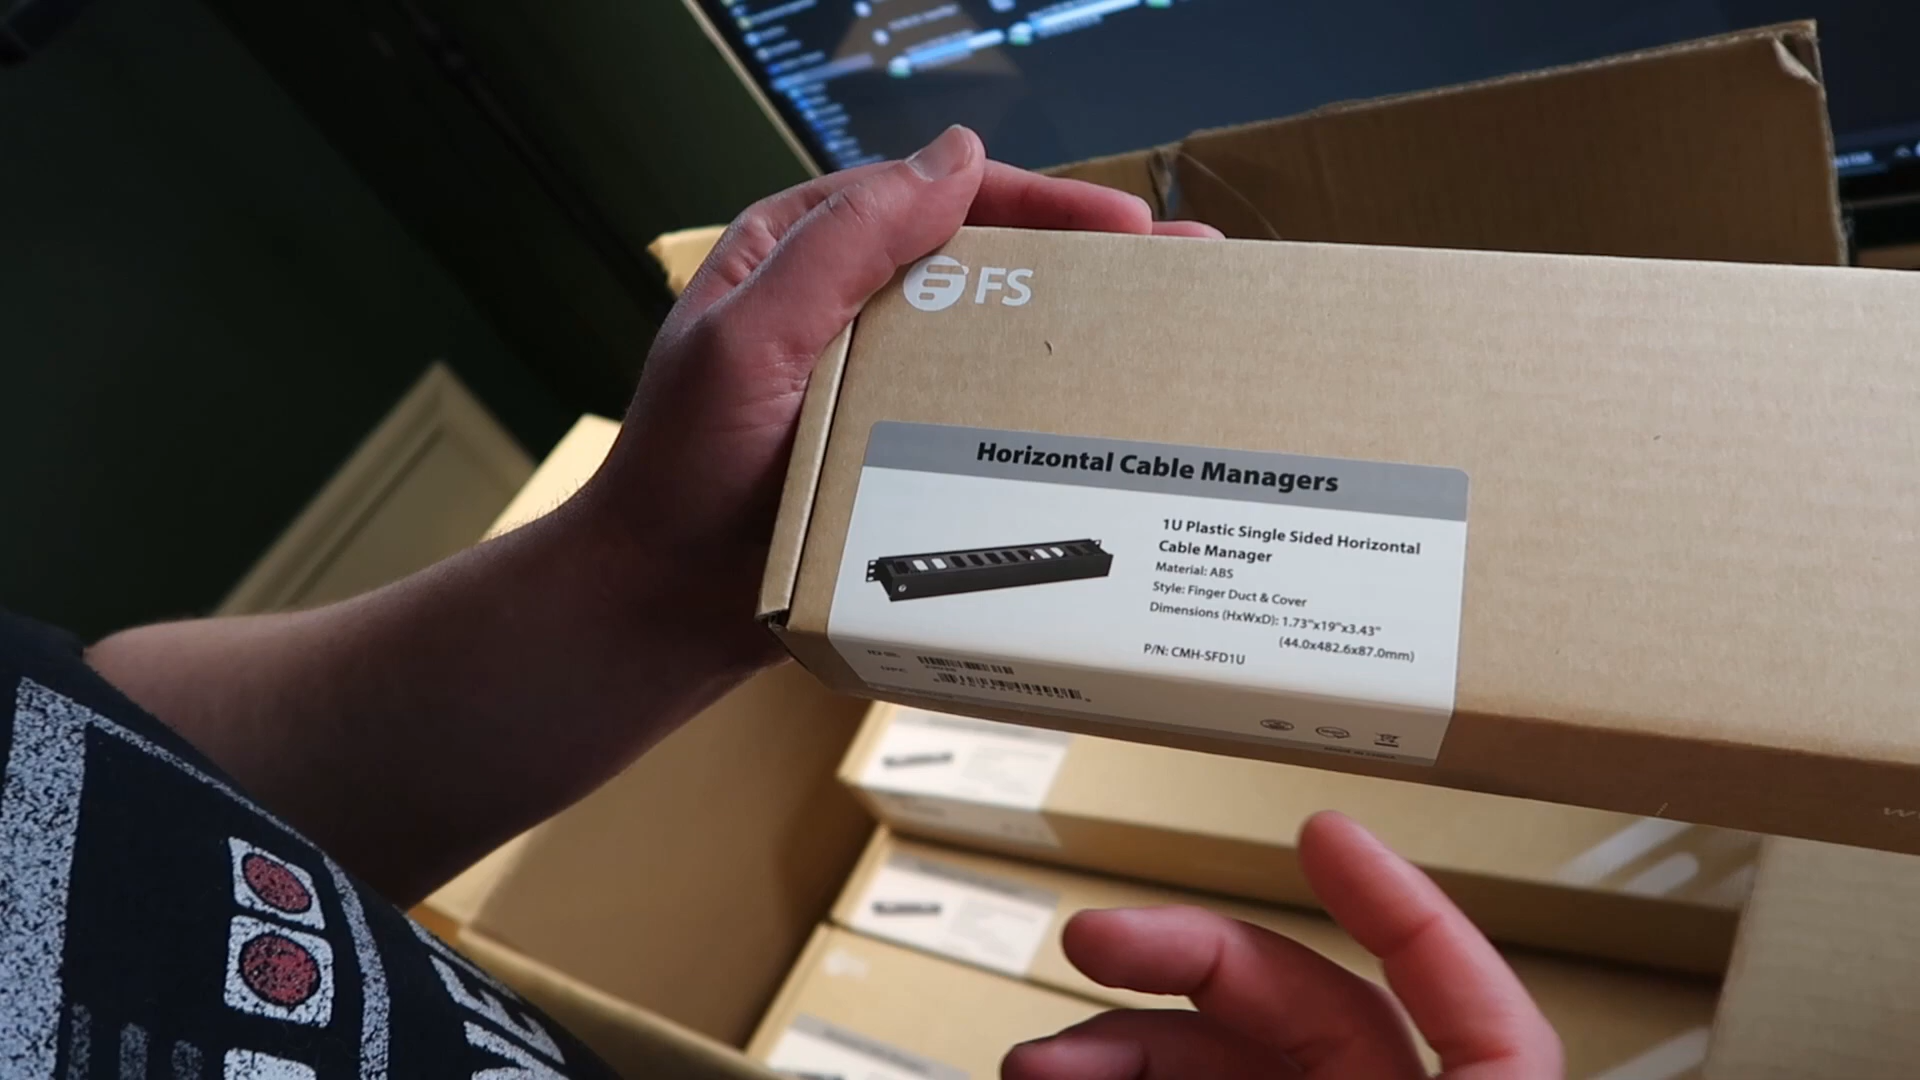 FS
Horizontal Cable Managers
1U Plastic Single Sided Horizontal
Cable Manager
Material: ABS
Style: Finger Duct & Cover
Dimensions (HxWxD): 1.73"x19"x3.43"
(44.0x482.6x87.0mm)
P/N: CMH-SFD1U